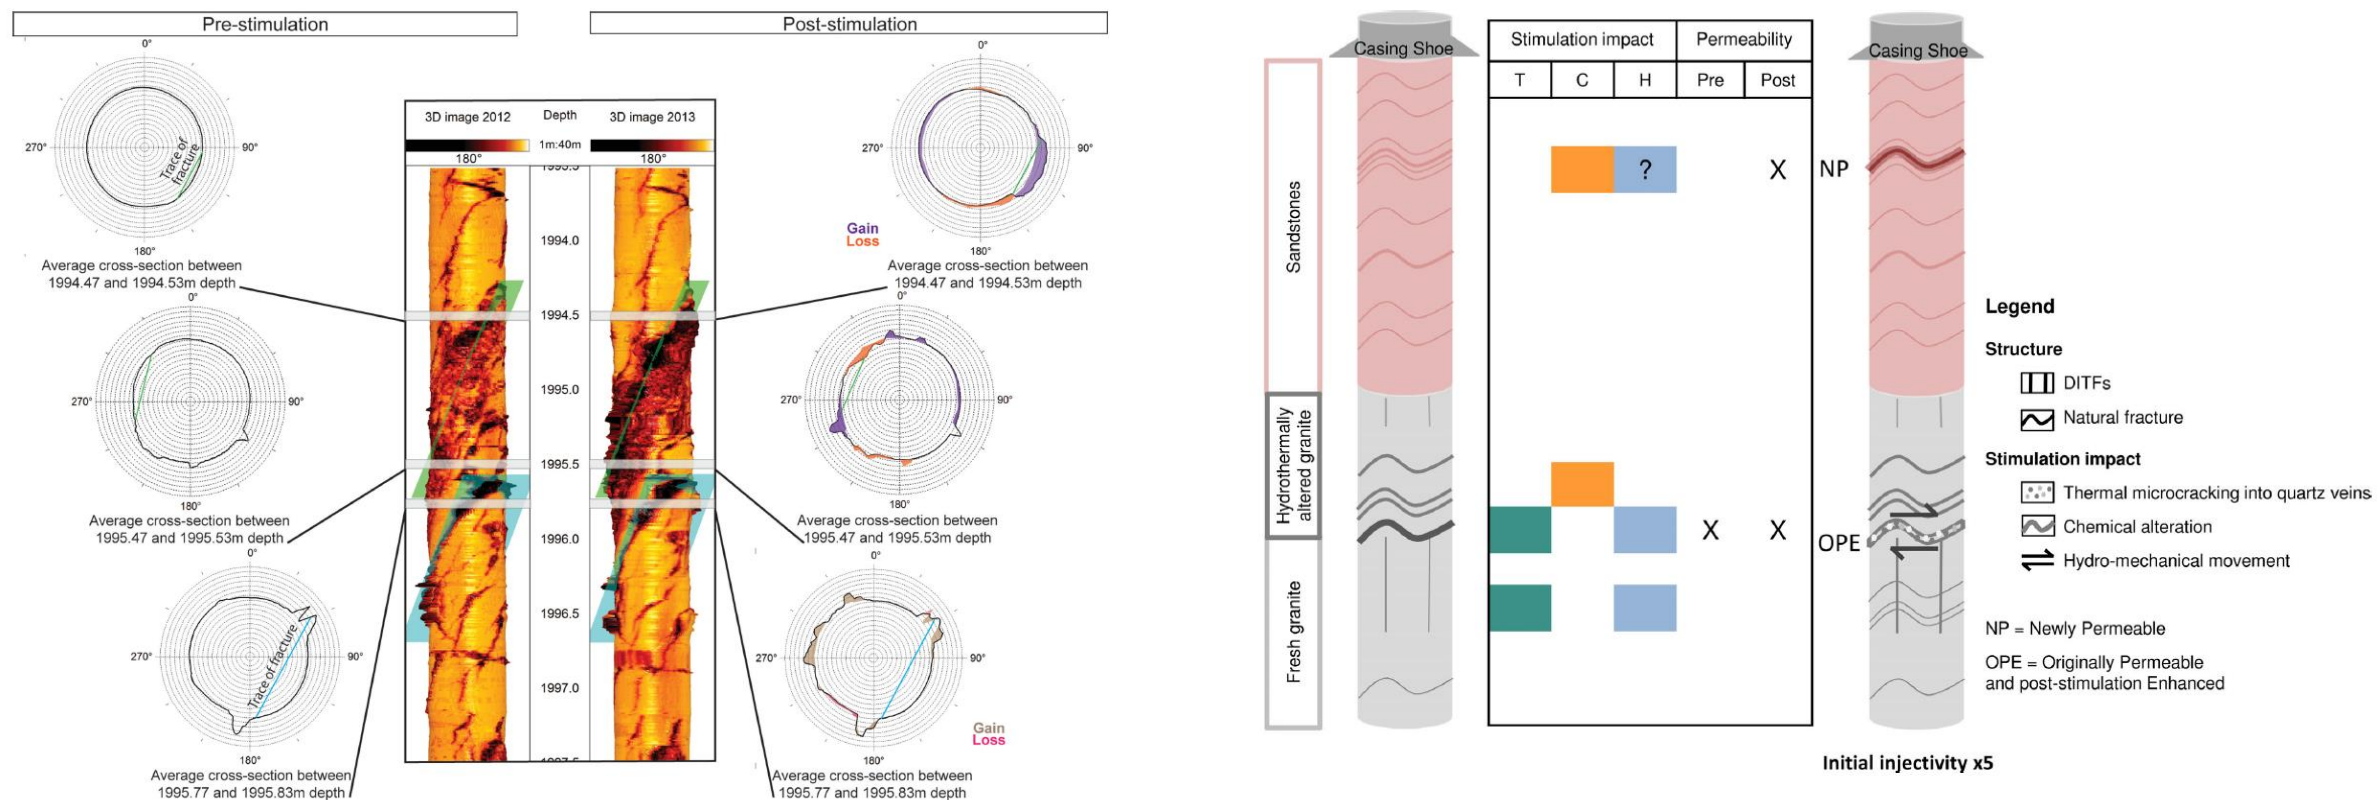 Pre-stimulation
Post-stimulation
0°
270°
90°
180°
Trace of
fracture
Average cross-section between
1994.47 and 1994.53m depth
0°
270°
90°
180°
Average cross-section between
1995.47 and 1995.53m depth
0°
270°
90°
180°
Trace of fracture
Average cross-section between
1995.77 and 1995.83m depth
3D image 2012
Depth
3D image 2013
1m:40m
180°
180°
1993.5
1994.0
1994.5
1995.0
1995.5
1996.0
1996.5
1997.0
1997.5
0°
270°
90°
180°
Gain
Loss
Average cross-section between
1994.47 and 1994.53m depth
0°
270°
90°
180°
Average cross-section between
1995.47 and 1995.53m depth
0°
270°
90°
180°
Gain
Loss
Average cross-section between
1995.77 and 1995.83m depth
Sandstones
Hydrothermally
altered granite
Fresh granite
Casing Shoe
Stimulation impact
Permeability
T
C
H
Pre
Post
?
X
NP
X
X
OPE
Casing Shoe
Legend
Structure
DITFs
Natural fracture
Stimulation impact
Thermal microcracking into quartz veins
Chemical alteration
Hydro-mechanical movement
NP = Newly Permeable
OPE = Originally Permeable
and post-stimulation Enhanced
Initial injectivity x5